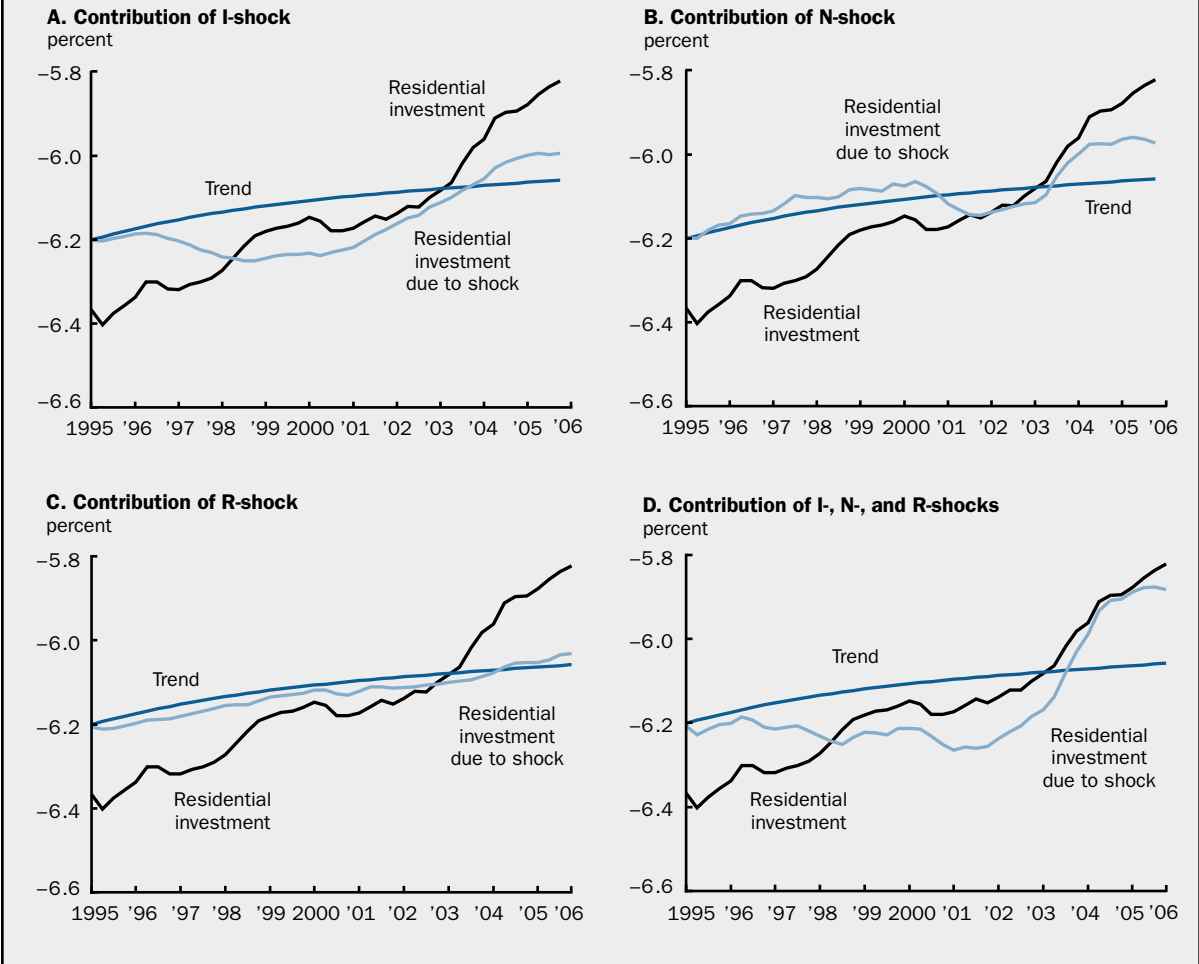 A. Contribution of I-shock
percent
–5.8
–6.0
–6.2
–6.4
–6.6
Residential
investment
Trend
Residential
investment
due to shock
1995 ’96 ’97 ’98 ’99 2000 ’01 ’02 ’03 ’04 ’05 ’06
B. Contribution of N-shock
percent
–5.8
–6.0
–6.2
–6.4
–6.6
Residential
investment
due to shock
Trend
Residential
investment
1995 ’96 ’97 ’98 ’99 2000 ’01 ’02 ’03 ’04 ’05 ’06
C. Contribution of R-shock
percent
–5.8
–6.0
–6.2
–6.4
–6.6
Trend
Residential
investment
due to shock
Residential
investment
1995 ’96 ’97 ’98 ’99 2000 ’01 ’02 ’03 ’04 ’05 ’06
D. Contribution of I-, N-, and R-shocks
percent
–5.8
–6.0
–6.2
–6.4
–6.6
Trend
Residential
investment
due to shock
Residential
investment
1995 ’96 ’97 ’98 ’99 2000 ’01 ’02 ’03 ’04 ’05 ’06